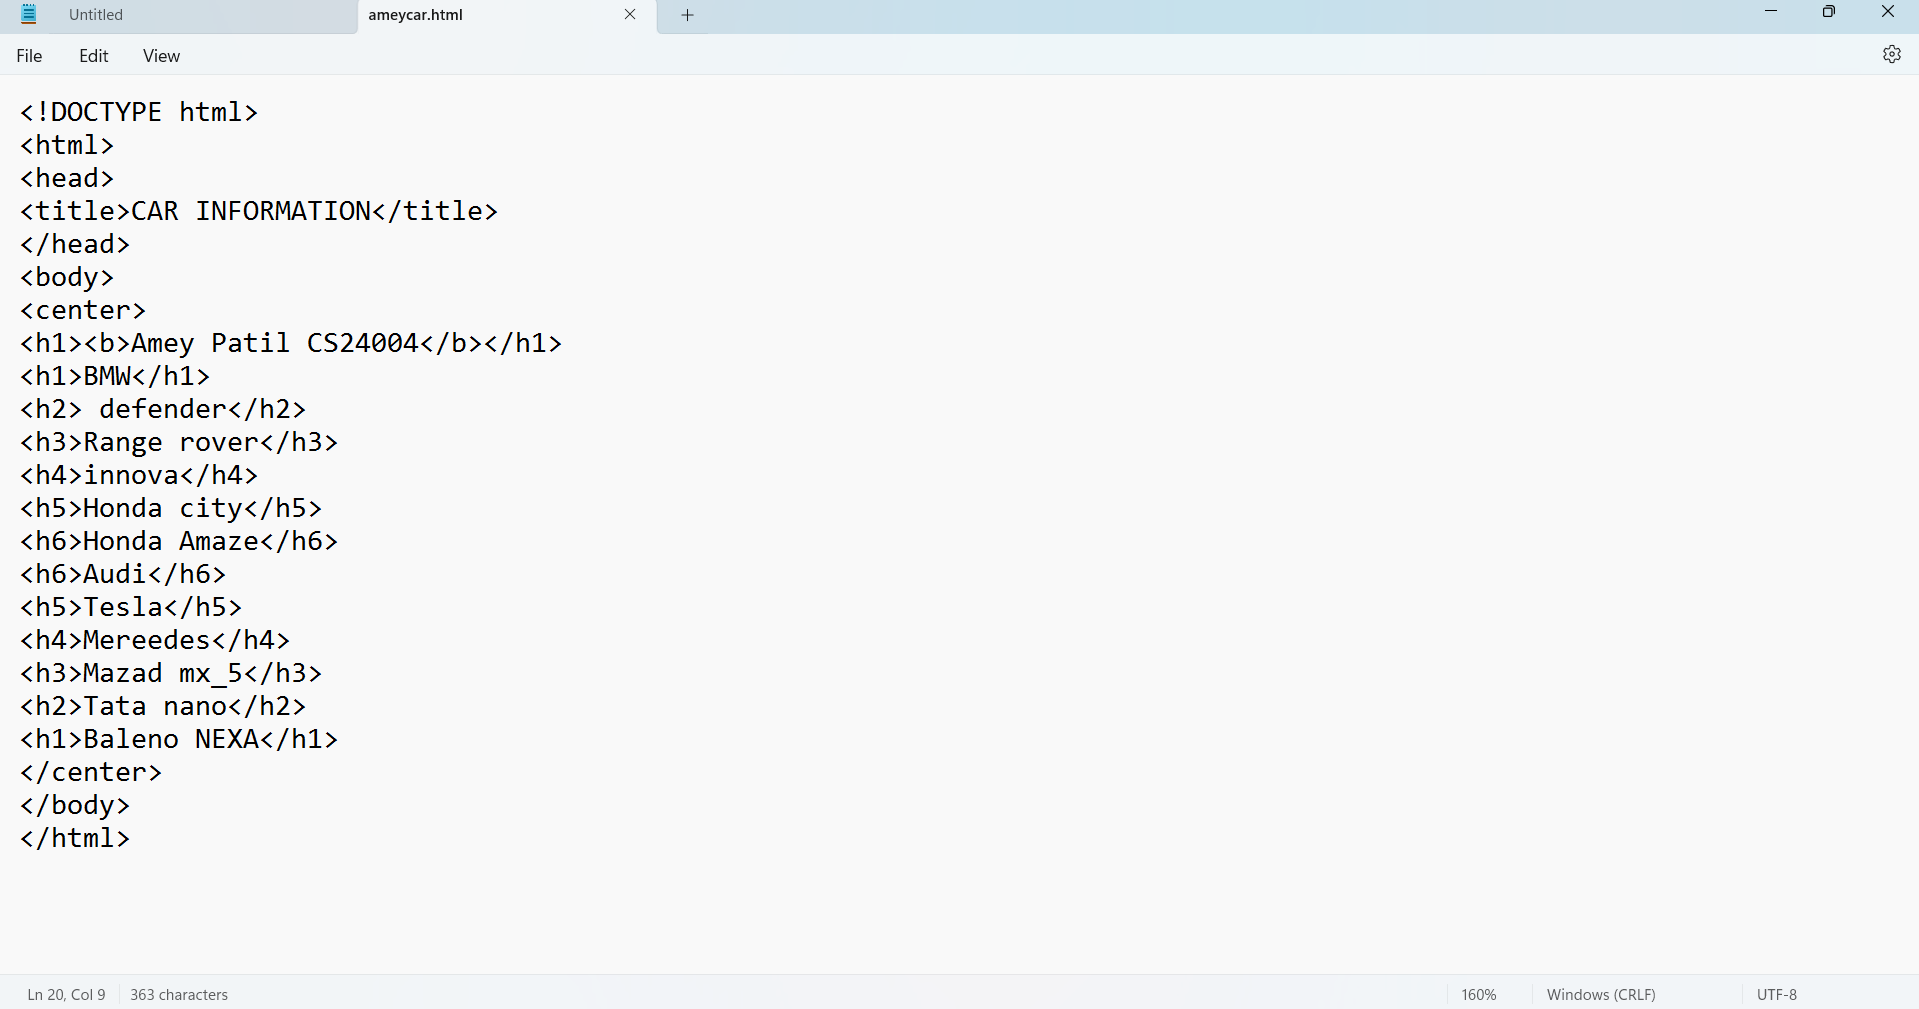 Untitled
ameycar.html
File Edit View
<!DOCTYPE html>
<html>
<head>
<title>CAR INFORMATION</title>
</head>
<body>
<center>
<h1><b>Amey Patil CS24004</b></h1>
<h1>BMW</h1>
<h2> defender</h2>
<h3>Range rover</h3>
<h4>innova</h4>
<h5>Honda city</h5>
<h6>Honda Amaze</h6>
<h6>Audi</h6>
<h5>Tesla</h5>
<h4>Mereedes</h4>
<h3>Mazad mx_5</h3>
<h2>Tata nano</h2>
<h1>Baleno NEXA</h1>
</center>
</body>
</html>
Ln 20, Col 9 363 characters 160% Windows (CRLF) UTF-8